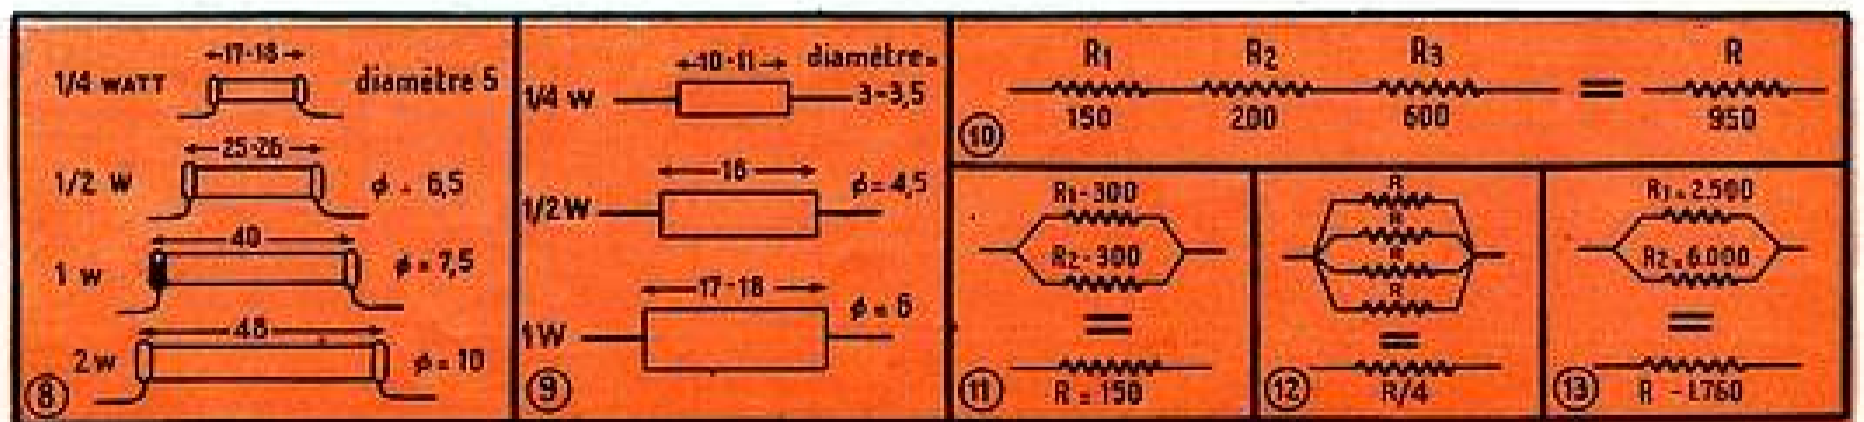 17-18
1/4 WATT
diamétre 5
25-26
1/2 W
φ = 6,5
40
1 W
φ = 7,5
48
2 W
φ = 10
8
10-11
diamétre =
1/4 W
3-3,5
16
1/2 W
φ = 4,5
17-18
1 W
φ = 6
9
R1 R2 R3 R
150 200 600 = 950
10
R1 - 300
R2 - 300
=
R = 150
11
R
R
R
R
=
R/4
12
R1 = 2.500
R2 = 6.000
=
R - 1.760
13